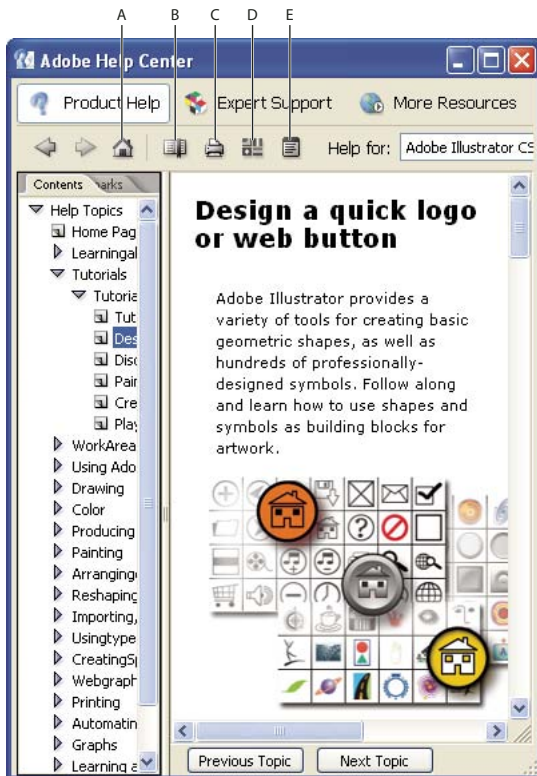 A B C D E
Adobe Help Center
Product Help Expert Support More Resources
Help for: Adobe Illustrator CS
Contents arks
Help Topics
Home Pag
Learningal
Tutorials
Tutoria
Tut
Des
Disc
Pair
Cre
Play
WorkArea
Using Ado
Drawing
Color
Producing
Painting
Arranging
Reshaping
Importing,
Usingtype
CreatingSp
Webgraph
Printing
Automatin
Graphs
Learning a
Design a quick logo
or web button
Adobe Illustrator provides a
variety of tools for creating basic
geometric shapes, as well as
hundreds of professionally-
designed symbols. Follow along
and learn how to use shapes and
symbols as building blocks for
artwork.
Previous Topic Next Topic